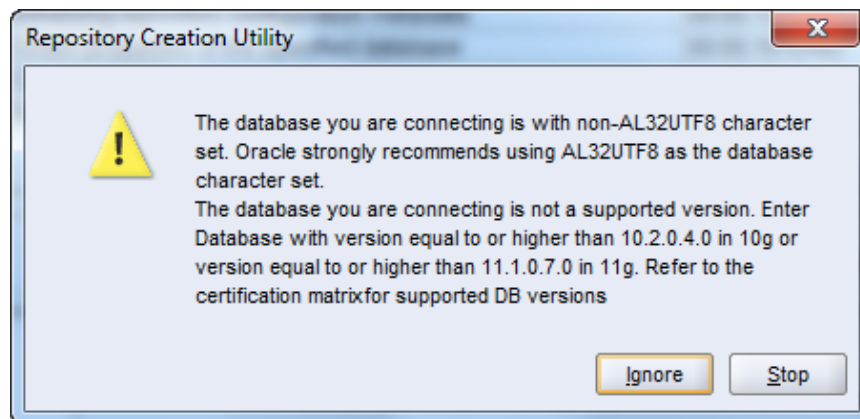 Repository Creation Utility
The database you are connecting is with non-AL32UTF8 character
set. Oracle strongly recommends using AL32UTF8 as the database
character set.
The database you are connecting is not a supported version. Enter
Database with version equal to or higher than 10.2.0.4.0 in 10g or
version equal to or higher than 11.1.0.7.0 in 11g. Refer to the
certification matrixfor supported DB versions
Ignore Stop